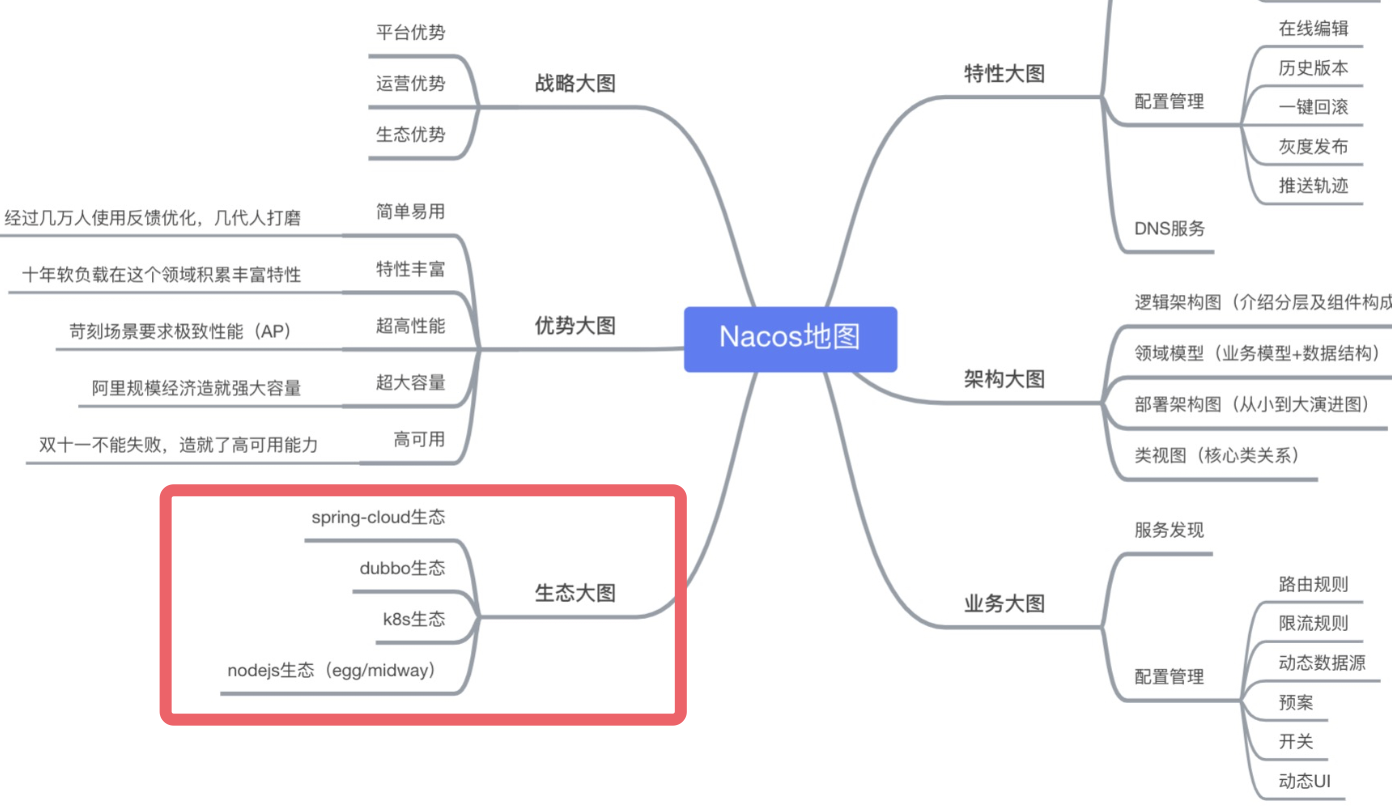 平台优势
运营优势
生态优势
战略大图
经过几万人使用反馈优化，几代人打磨
简单易用
十年软负载在这个领域积累丰富特性
特性丰富
苛刻场景要求极致性能（AP）
超高性能
阿里规模经济造就强大容量
超大容量
双十一不能失败，造就了高可用能力
高可用
优势大图
spring-cloud生态
dubbo生态
k8s生态
nodejs生态（egg/midway）
生态大图
Nacos地图
特性大图
配置管理
在线编辑
历史版本
一键回滚
灰度发布
推送轨迹
DNS服务
架构大图
逻辑架构图（介绍分层及组件构成
领域模型（业务模型+数据结构）
部署架构图（从小到大演进图）
类视图（核心类关系）
业务大图
服务发现
配置管理
路由规则
限流规则
动态数据源
预案
开关
动态UI